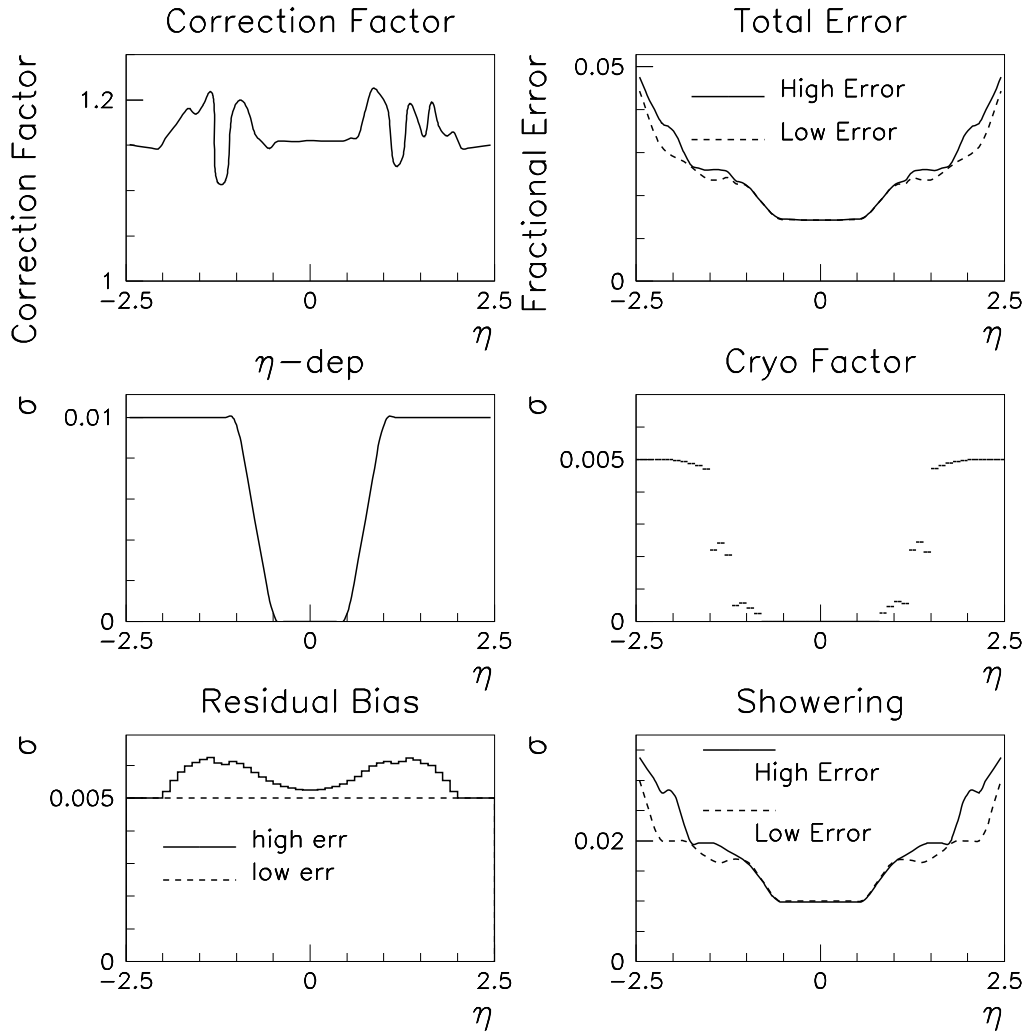 Correction Factor
Correction Factor
1.2
1
−2.5
0
2.5
η
Total Error
Fractional Error
0.05
0
High Error
Low Error
−2.5
0
2.5
η
η−dep
σ
0.01
0
−2.5
0
2.5
η
Cryo Factor
σ
0.005
0
−2.5
0
2.5
η
Residual Bias
σ
0.005
0
high err
low err
−2.5
0
2.5
η
Showering
σ
0.02
0
High Error
Low Error
−2.5
0
2.5
η